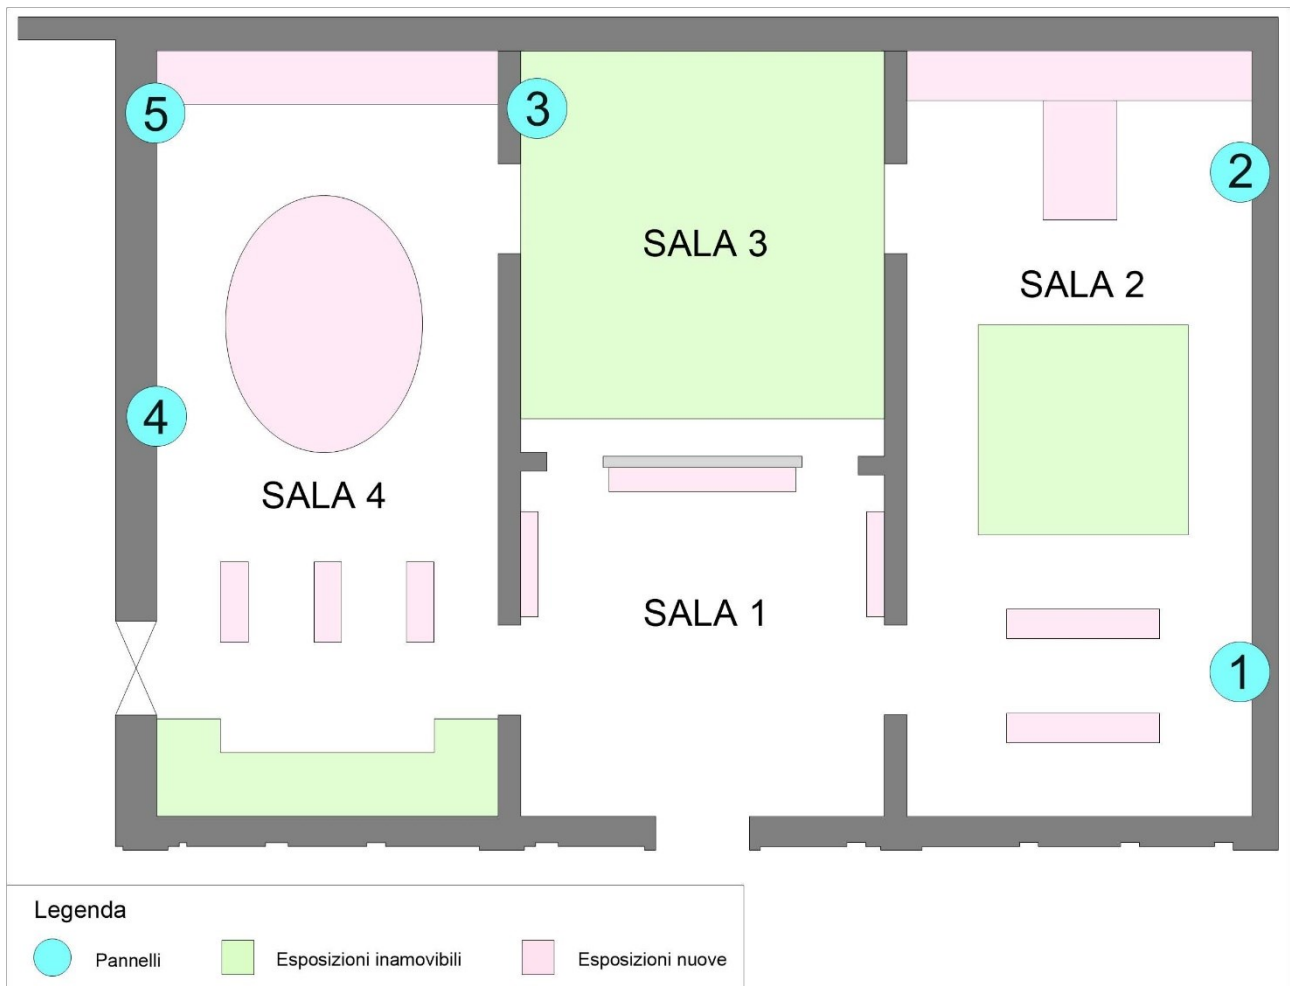 5
3
2
SALA 3
SALA 2
4
SALA 4
SALA 1
1
Legenda
Pannelli
Esposizioni inamovibili
Esposizioni nuove